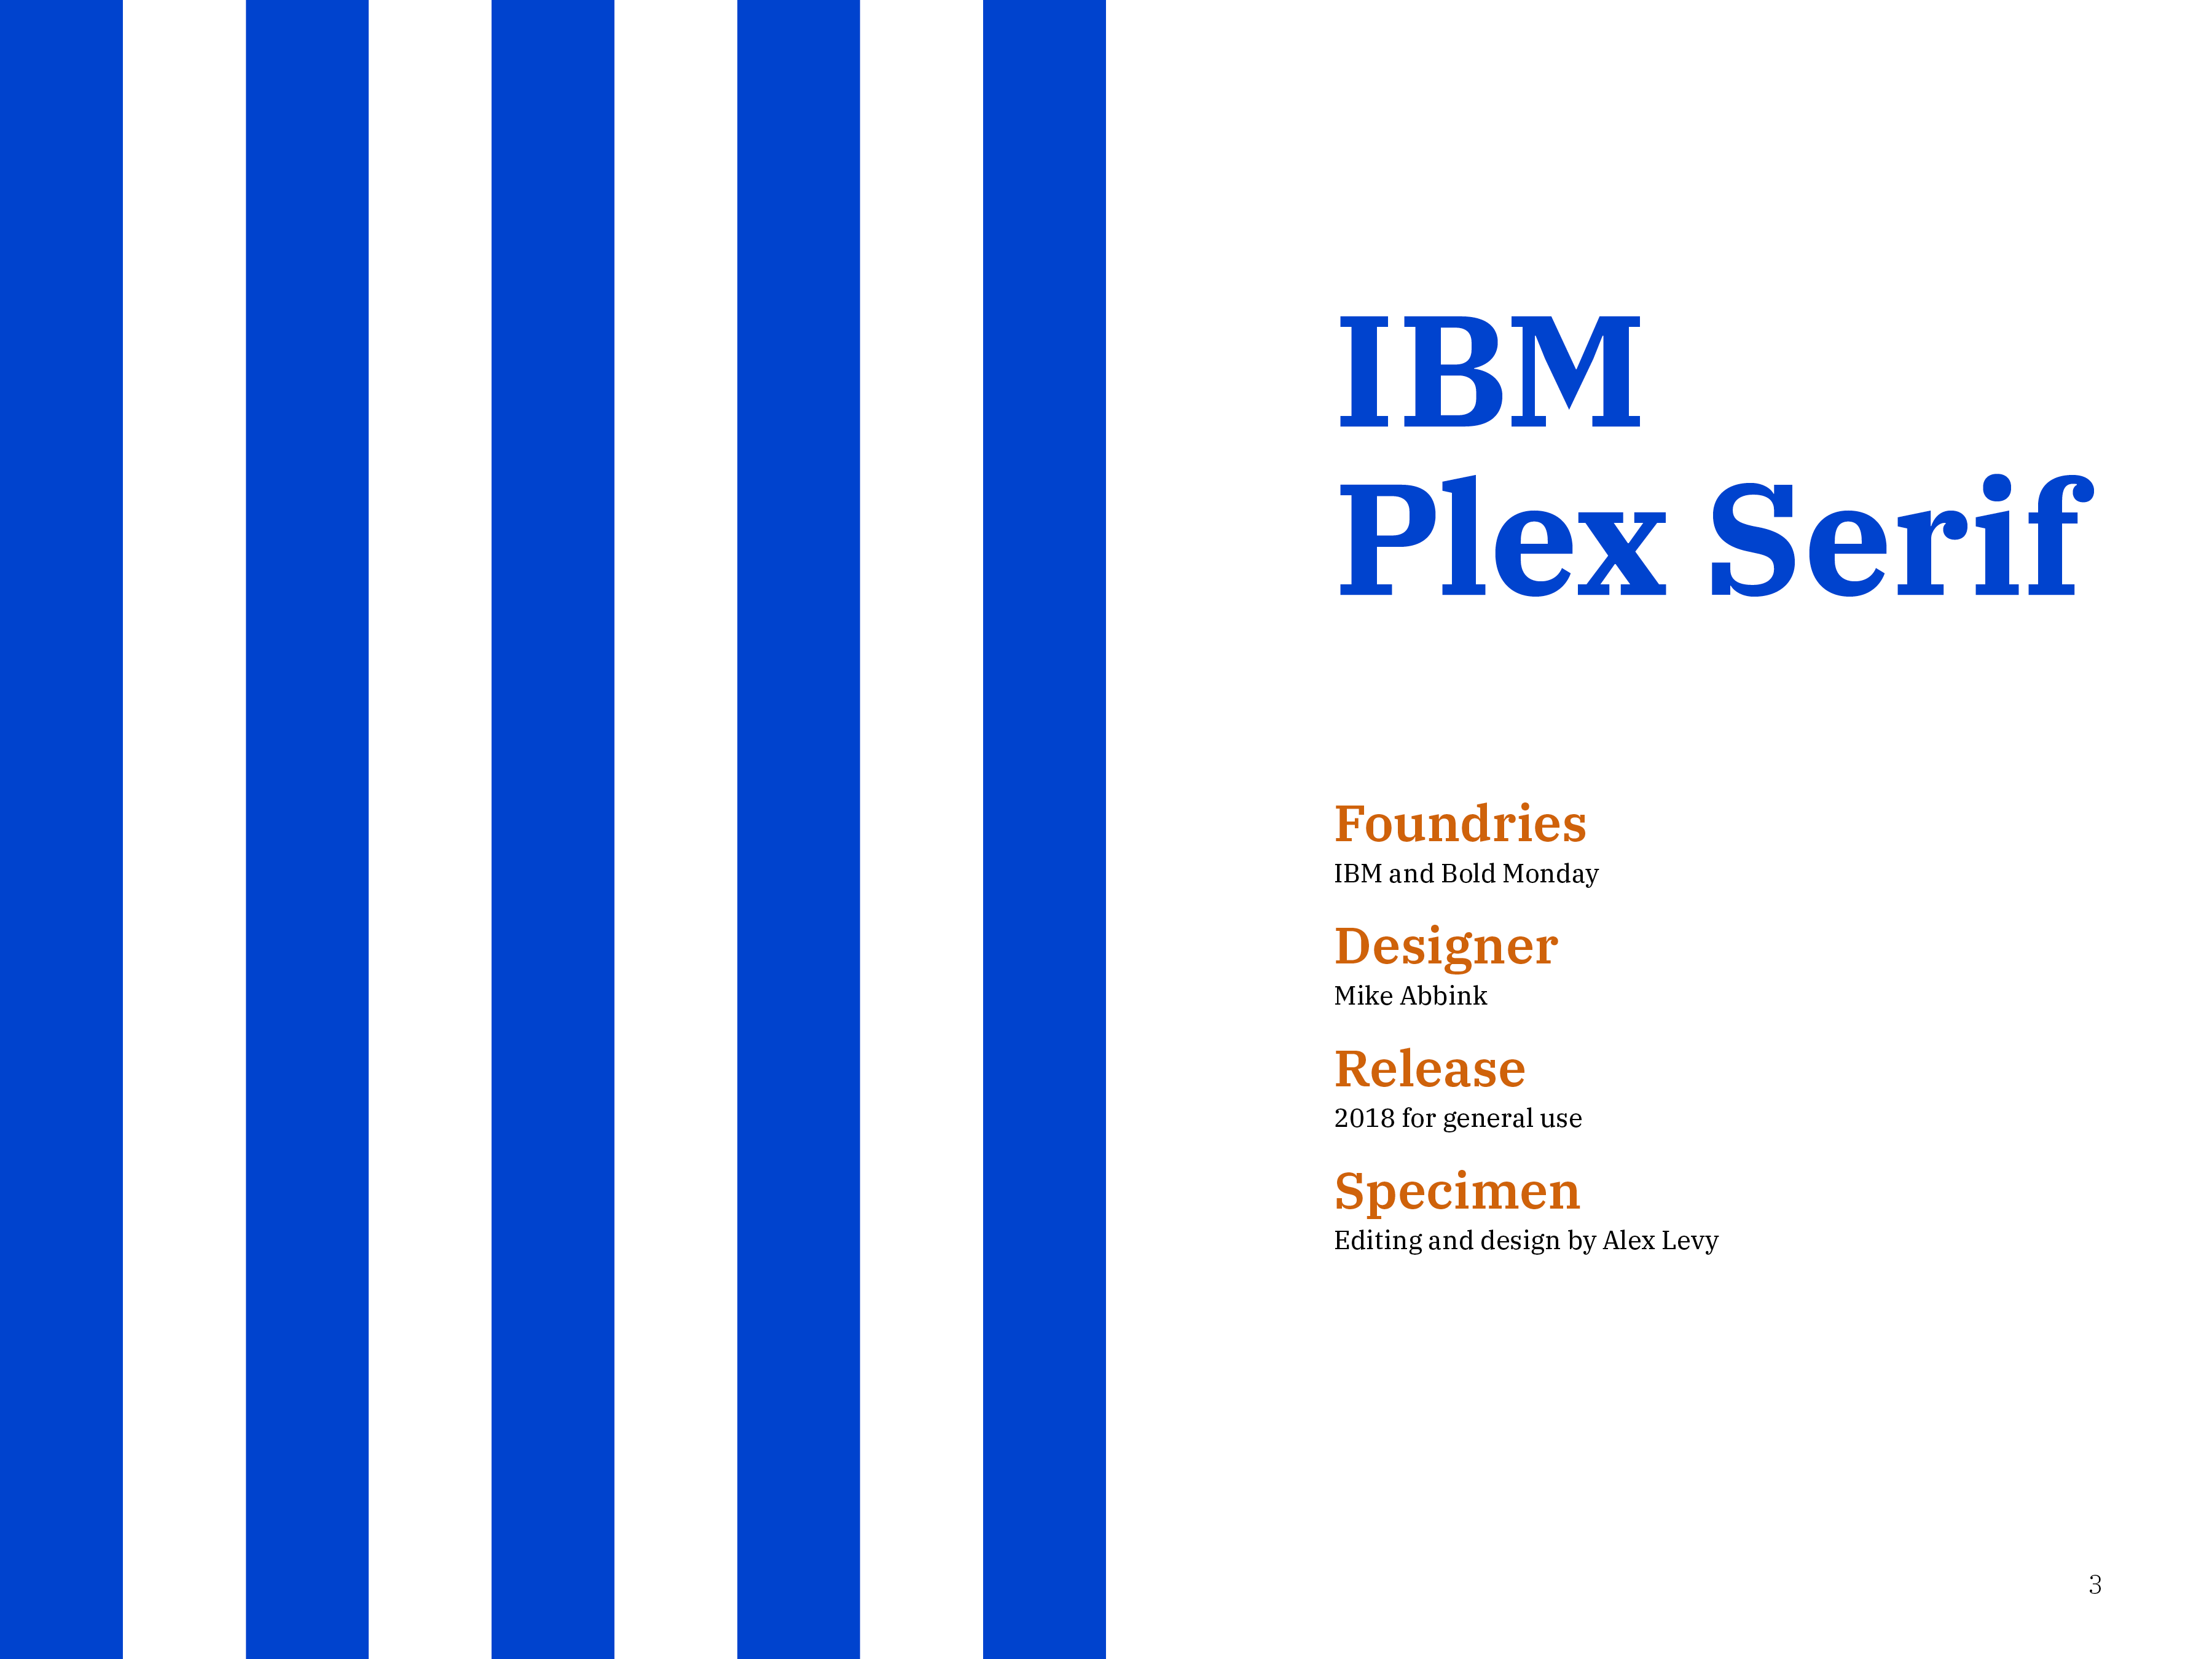 IBM
Plex Serif
Foundries
IBM and Bold Monday
Designer
Mike Abbink
Release
2018 for general use
Specimen
Editing and design by Alex Levy
3